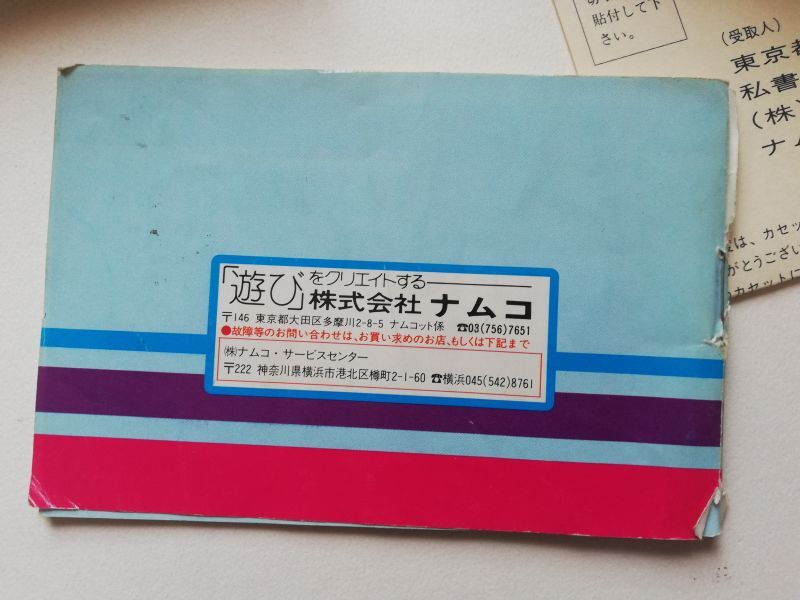 「遊び」をクリエイトする
株式会社 ナムコ
〒146 東京都大田区多摩川2-8-5 ナムコット係 ☎03(756)7651
●故障等のお問い合わせは、お買い求めのお店、もしくは下記まで
㈱ナムコ・サービスセンター
〒222 神奈川県横浜市港北区樽町2-1-60 ☎横浜045(542)8761
貼付して下
さい。
(受取人)
東京都
私書
(株)
ナム
は、カセッ
がとうござい
カセットに